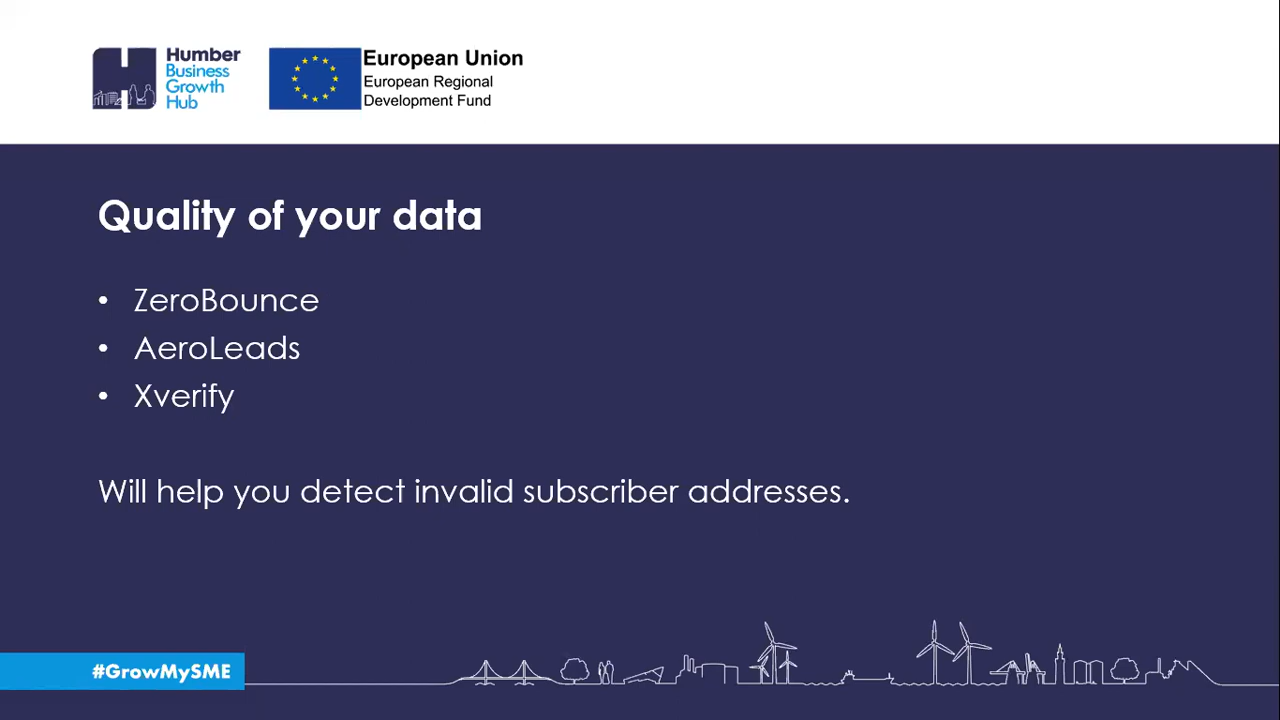 Humber
Business
Growth
Hub
European Union
European Regional
Development Fund
Quality of your data
• ZeroBounce
• AeroLeads
• Xverify
Will help you detect invalid subscriber addresses.
#GrowMySME